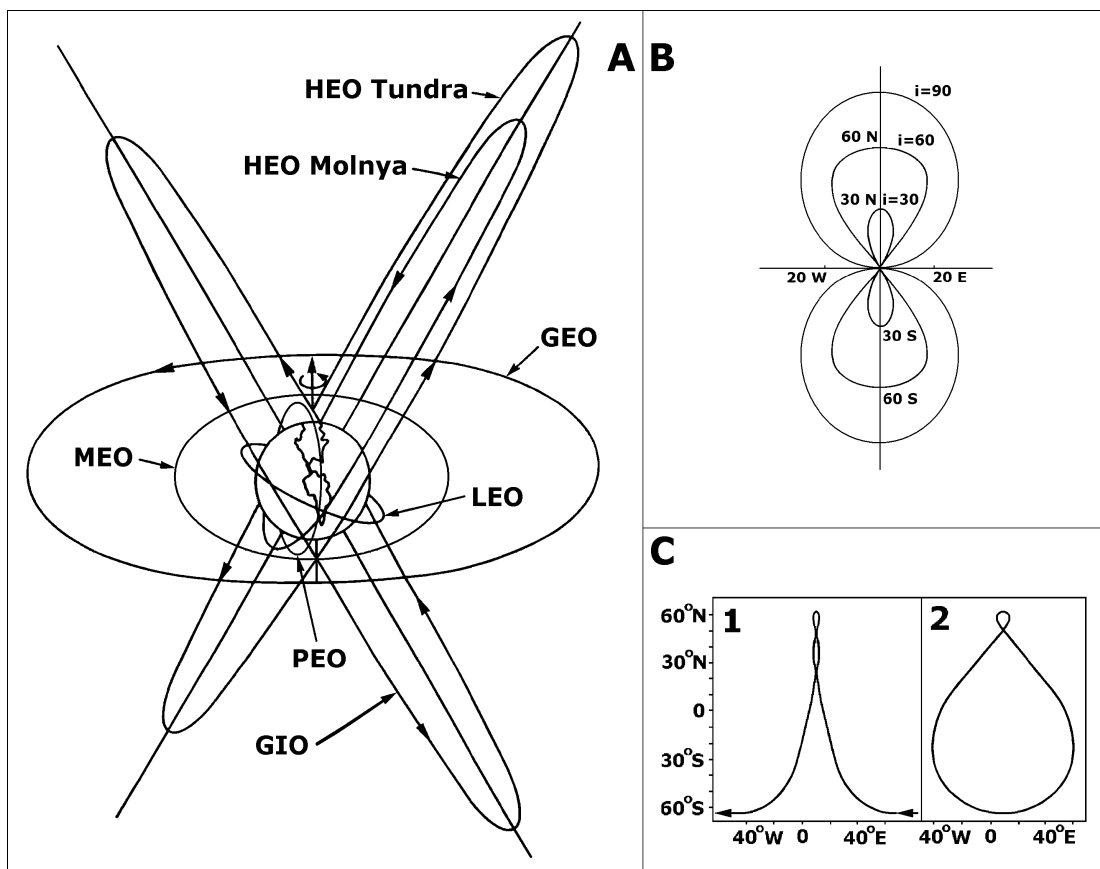 A
HEO Tundra
HEO Molnya
GEO
MEO
LEO
PEO
GIO
B
i=90
60 N
i=60
30 N i=30
20 W
20 E
30 S
60 S
C
1
60°N
30°N
0
30°S
60°S
40°W 0 40°E
2
40°W 0 40°E